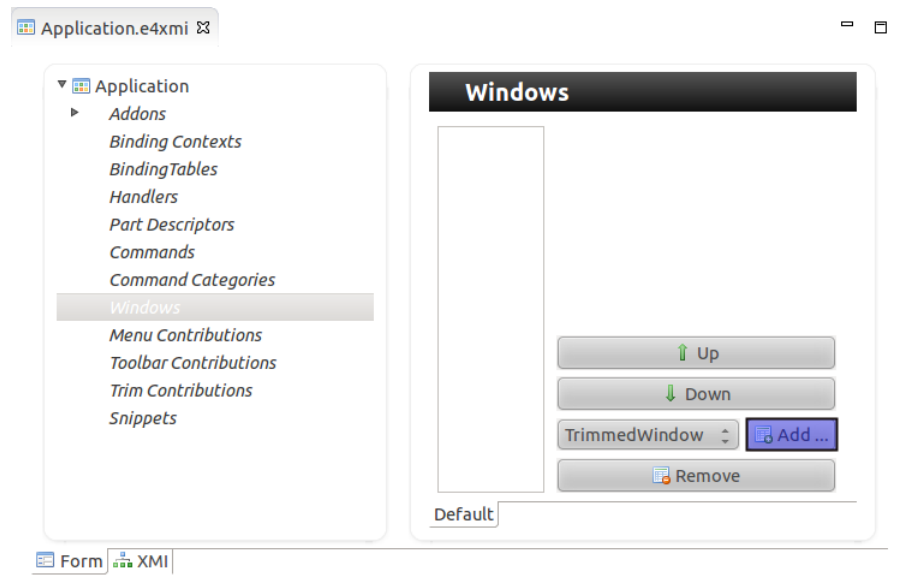 Application.e4xmi
Application
Addons
Binding Contexts
BindingTables
Handlers
Part Descriptors
Commands
Command Categories
Windows
Menu Contributions
Toolbar Contributions
Trim Contributions
Snippets
Windows
Up
Down
TrimmedWindow
Add ...
Remove
Default
Form
XMI